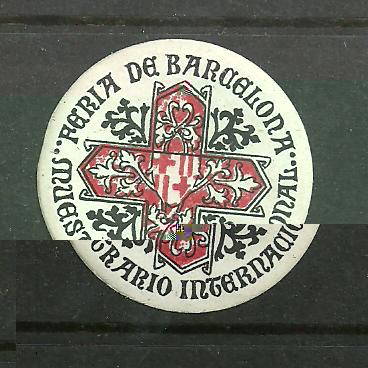 FERIA DE BARCELONA
MUESTRARIO INTERNACIONAL